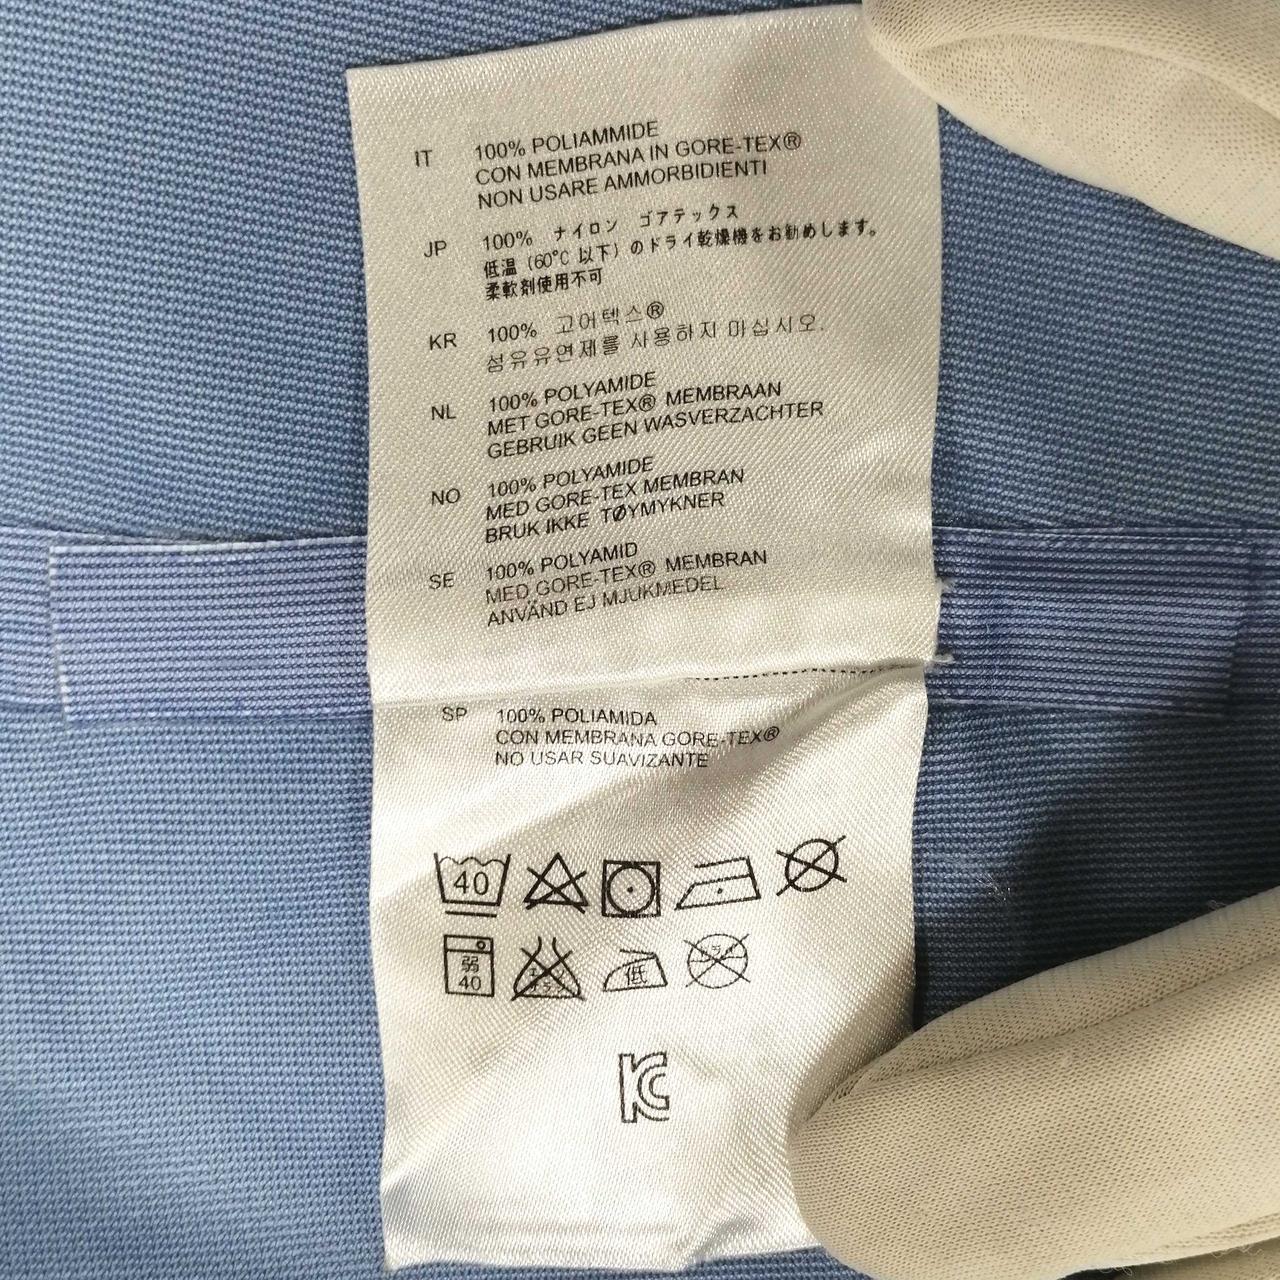 IT 100% POLIAMMIDE
CON MEMBRANA IN GORE-TEX®
NON USARE AMMORBIDIENTI
JP 100% ナイロン ゴアテックス
低温 (60°C 以下) のドライ乾燥機をお勧めします。
柔軟剤使用不可
KR 100% 고어텍스®
섬유유연제를 사용하지 마십시오.
NL 100% POLYAMIDE
MET GORE-TEX® MEMBRAAN
GEBRUIK GEEN WASVERZACHTER
NO 100% POLYAMIDE
MED GORE-TEX MEMBRAN
BRUK IKKE TØYMYKNER
SE 100% POLYAMID
MED GORE-TEX® MEMBRAN
ANVÄND EJ MJUKMEDEL
SP 100% POLIAMIDA
CON MEMBRANA GORE-TEX®
NO USAR SUAVIZANTE
40
弱 低
40
KC